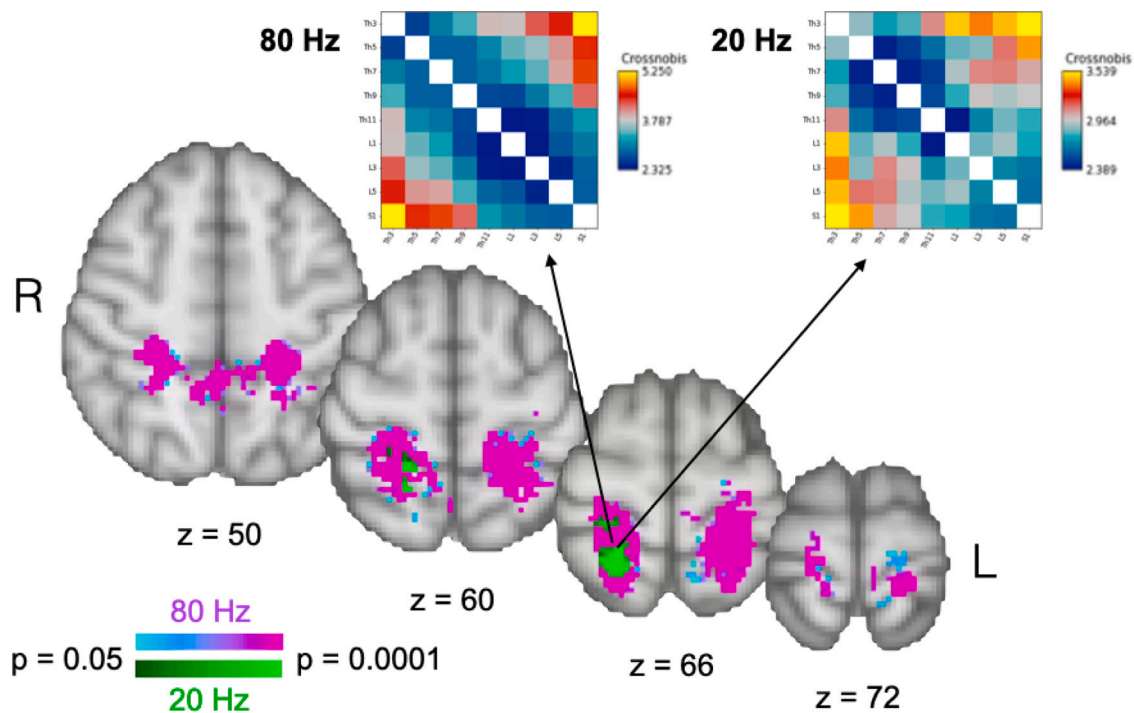 80 Hz
Th3
Th5
Th7
Th9
Th11
L1
L3
L5
S1
Th3
Th5
Th7
Th9
Th11
L1
L3
L5
S1
Crossnobis
5.250
3.787
2.325
20 Hz
Th3
Th5
Th7
Th9
Th11
L1
L3
L5
S1
Th3
Th5
Th7
Th9
Th11
L1
L3
L5
S1
Crossnobis
3.539
2.964
2.389
R
L
z = 50
z = 60
z = 66
z = 72
80 Hz
p = 0.05
p = 0.0001
20 Hz